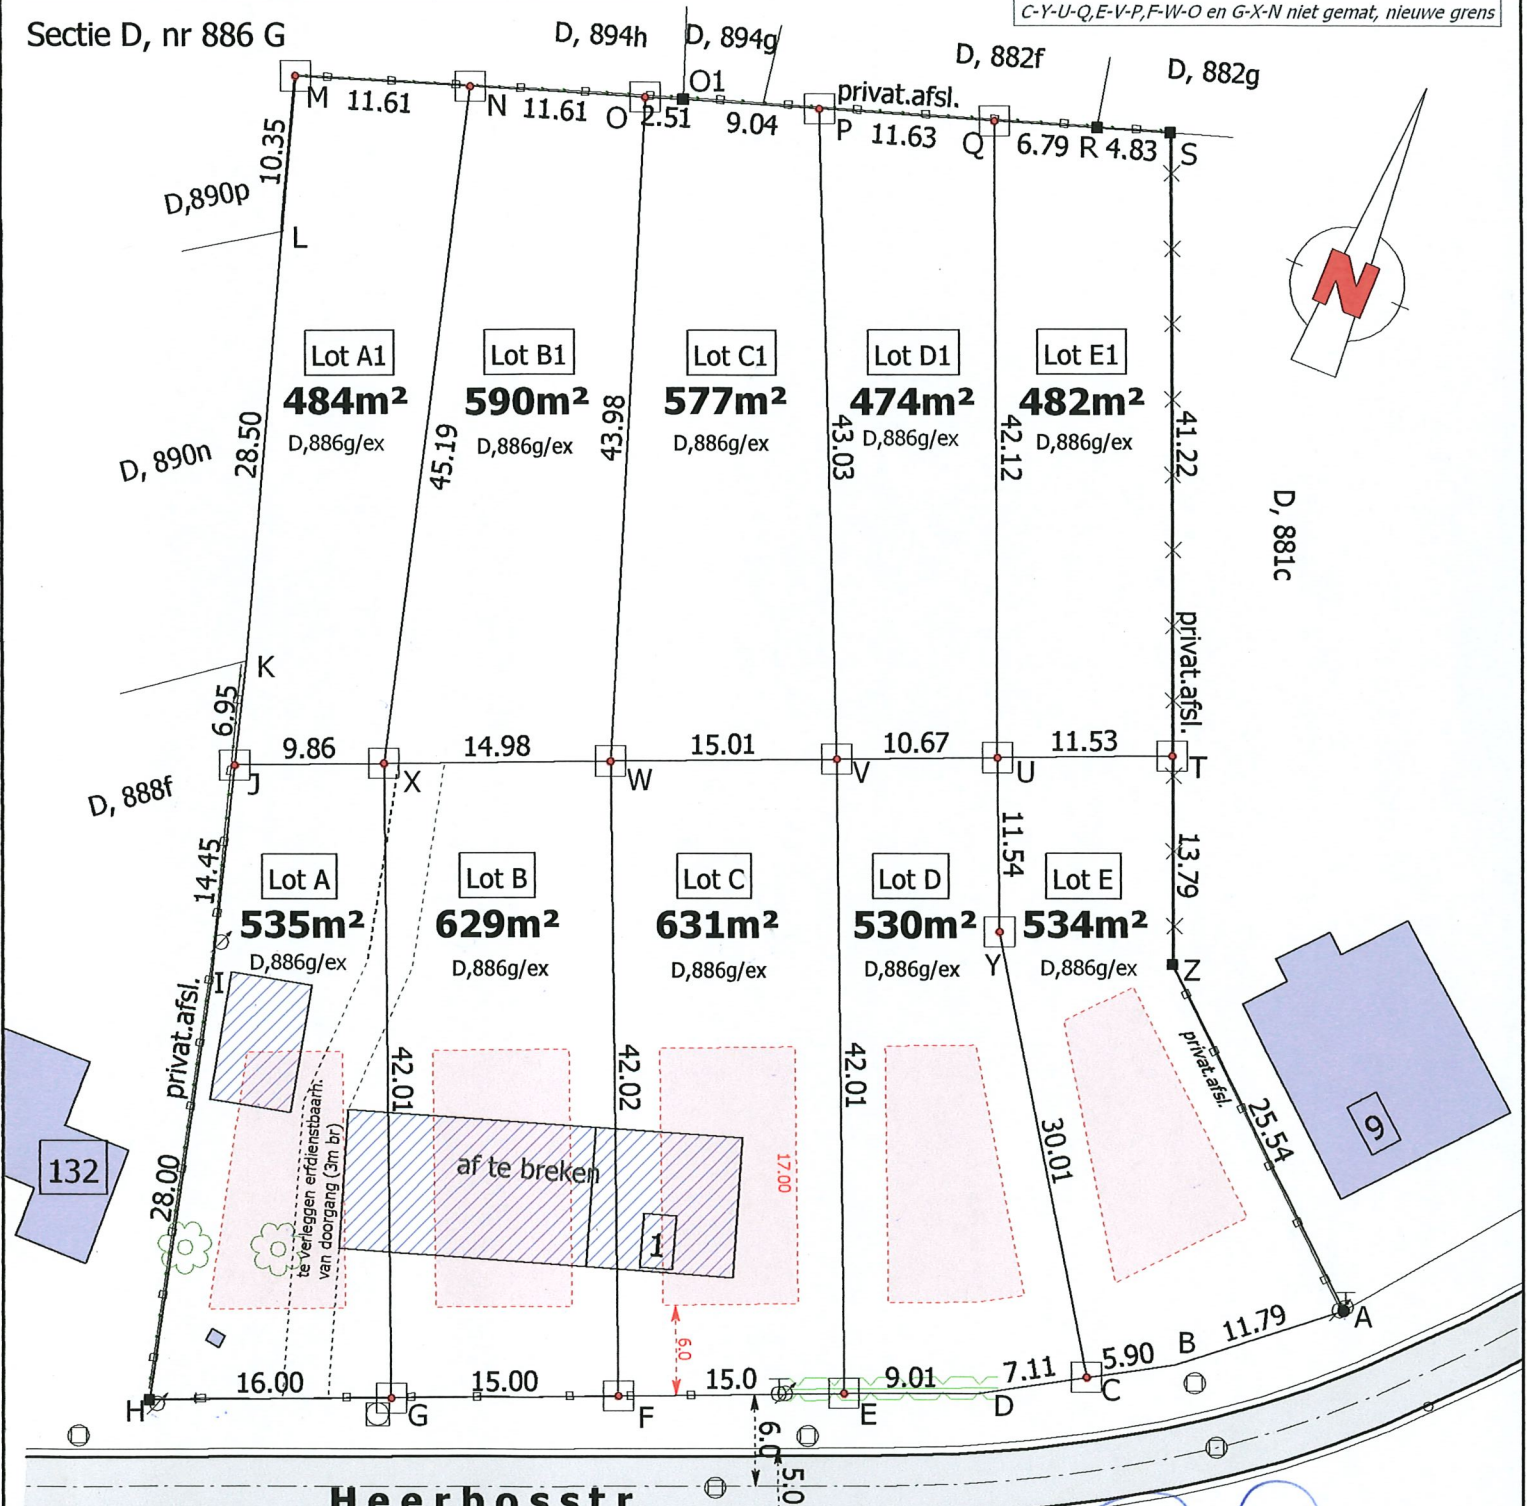 C-Y-U-Q,E-V-P,F-W-O en G-X-N niet gemat, nieuwe grens
Sectie D, nr 886 G
D, 894h
D, 894g
D, 882f
D, 882g
M 11.61 N 11.61 O 2.51 O1 9.04 P privat.afsl. 11.63 Q 6.79 R 4.83 S
10.35
D,890p
L
N
Lot A1
484m²
D,886g/ex
Lot B1
590m²
D,886g/ex
Lot C1
577m²
D,886g/ex
Lot D1
474m²
D,886g/ex
Lot E1
482m²
D,886g/ex
28.50
45.19
43.98
43.03
42.12
41.22
D, 890n
D, 881c
privat.afsl.
K
6.95
J 9.86 X 14.98 W 15.01 V 10.67 U 11.53 T
D, 888f
14.45
11.54
13.79
Lot A
535m²
D,886g/ex
Lot B
629m²
D,886g/ex
Lot C
631m²
D,886g/ex
Lot D
530m²
D,886g/ex
Lot E
534m²
D,886g/ex
I
Y
Z
privat.afsl.
privat.afsl.
42.01
42.02
42.01
30.01
25.54
28.00
132
9
te verleggen erfdienstbaarh.
van doorgang (3m br)
af te breken
1
17.00
6.0
H 16.00 G 15.00 F 15.0 E 9.01 D 7.11 C 5.90 B 11.79 A
6.0
5.0
Heerbosstr